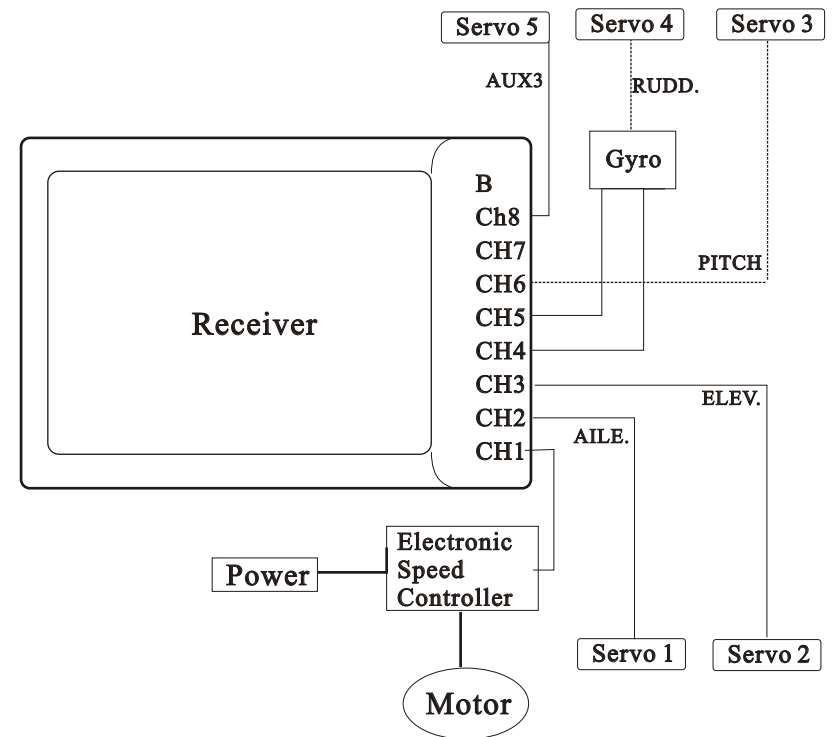 Servo 5
Servo 4
Servo 3
AUX3
RUDD.
Gyro
B
Ch8
CH7
PITCH
CH6
CH5
Receiver
CH4
CH3
ELEV.
CH2
AILE.
CH1
Electronic
Speed
Controller
Power
Servo 1
Servo 2
Motor